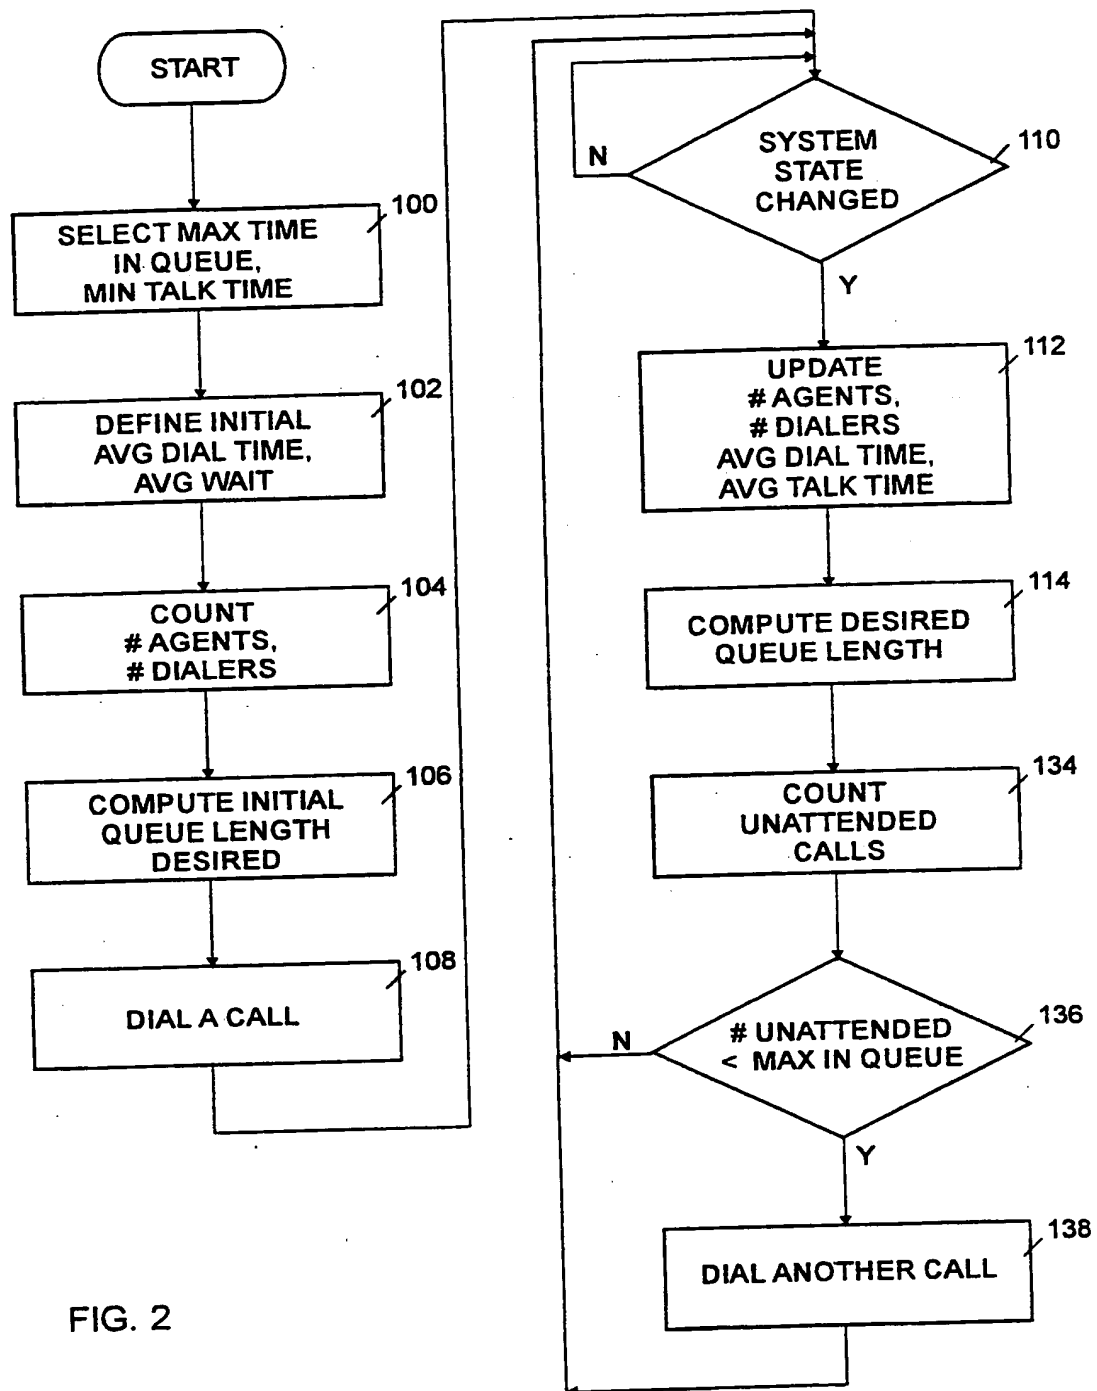 START
100
SELECT MAX TIME
IN QUEUE,
MIN TALK TIME
102
DEFINE INITIAL
AVG DIAL TIME,
AVG WAIT
104
COUNT
# AGENTS,
# DIALERS
106
COMPUTE INITIAL
QUEUE LENGTH
DESIRED
108
DIAL A CALL
110
SYSTEM
STATE
CHANGED
N
Y
112
UPDATE
# AGENTS,
# DIALERS
AVG DIAL TIME,
AVG TALK TIME
114
COMPUTE DESIRED
QUEUE LENGTH
134
COUNT
UNATTENDED
CALLS
136
# UNATTENDED
< MAX IN QUEUE
N
Y
138
DIAL ANOTHER CALL
FIG. 2